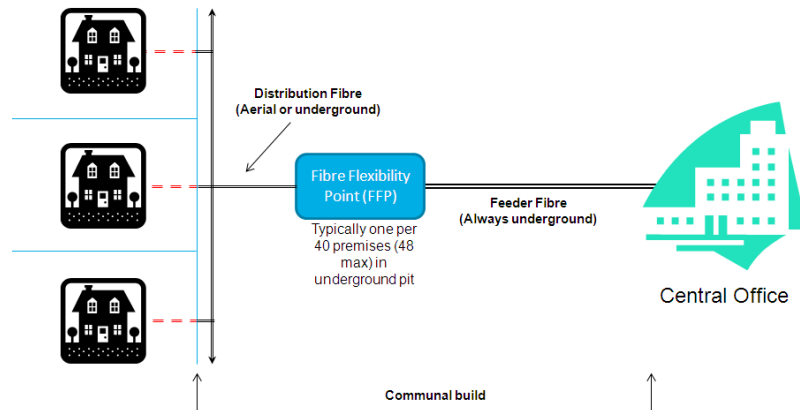 Distribution Fibre
(Aerial or underground)
Fibre Flexibility
Point (FFP)
Typically one per
40 premises (48
max) in
underground pit
Feeder Fibre
(Always underground)
Central Office
Communal build